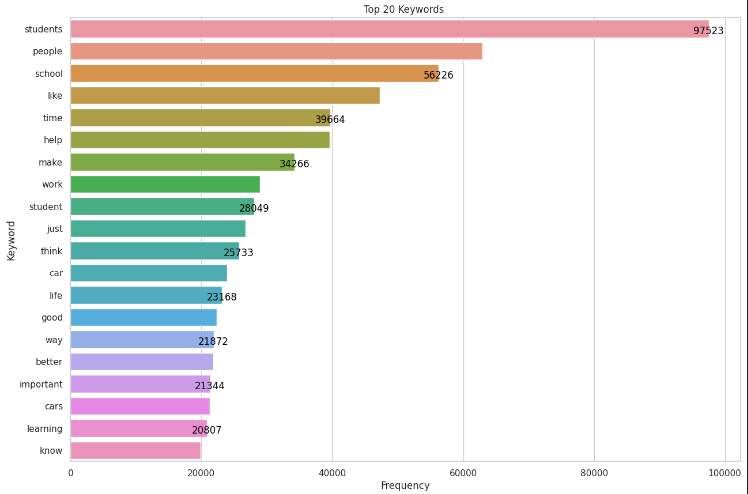 Top 20 Keywords
students 97523
people
school 56226
like
time 39664
help
make 34266
work
student 28049
just
think 25733
car
life 23168
good
way 21872
better
important 21344
cars
learning 20807
know
0 20000 40000 60000 80000 100000
Frequency
Keyword